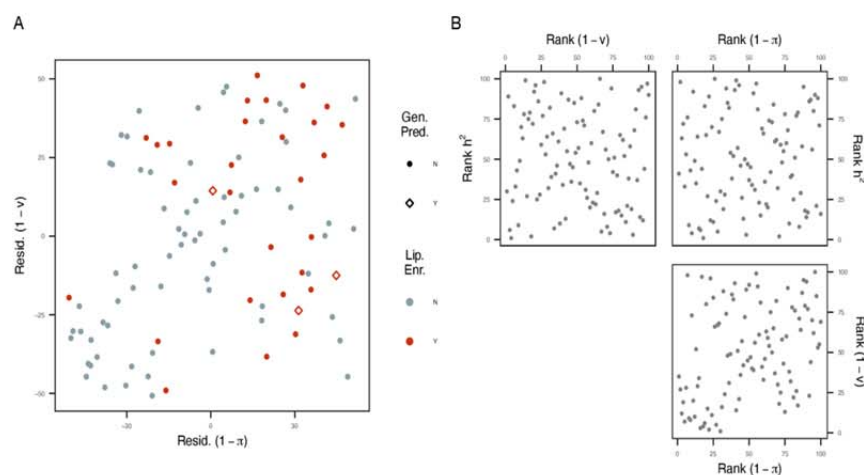 A
50
25
0
−25
−50
Resid. (1 − ν)
−30
0
30
Resid. (1 − π)
Gen.
Pred.
N
Y
Lip.
Enr.
N
Y
B
Rank (1 − ν)
Rank (1 − π)
0 25 50 75 100
0 25 50 75 100
100
75
50
25
0
Rank h²
100
75
50
25
0
Rank h²
100
75
50
25
0
Rank (1 − ν)
0 25 50 75 100
Rank (1 − π)